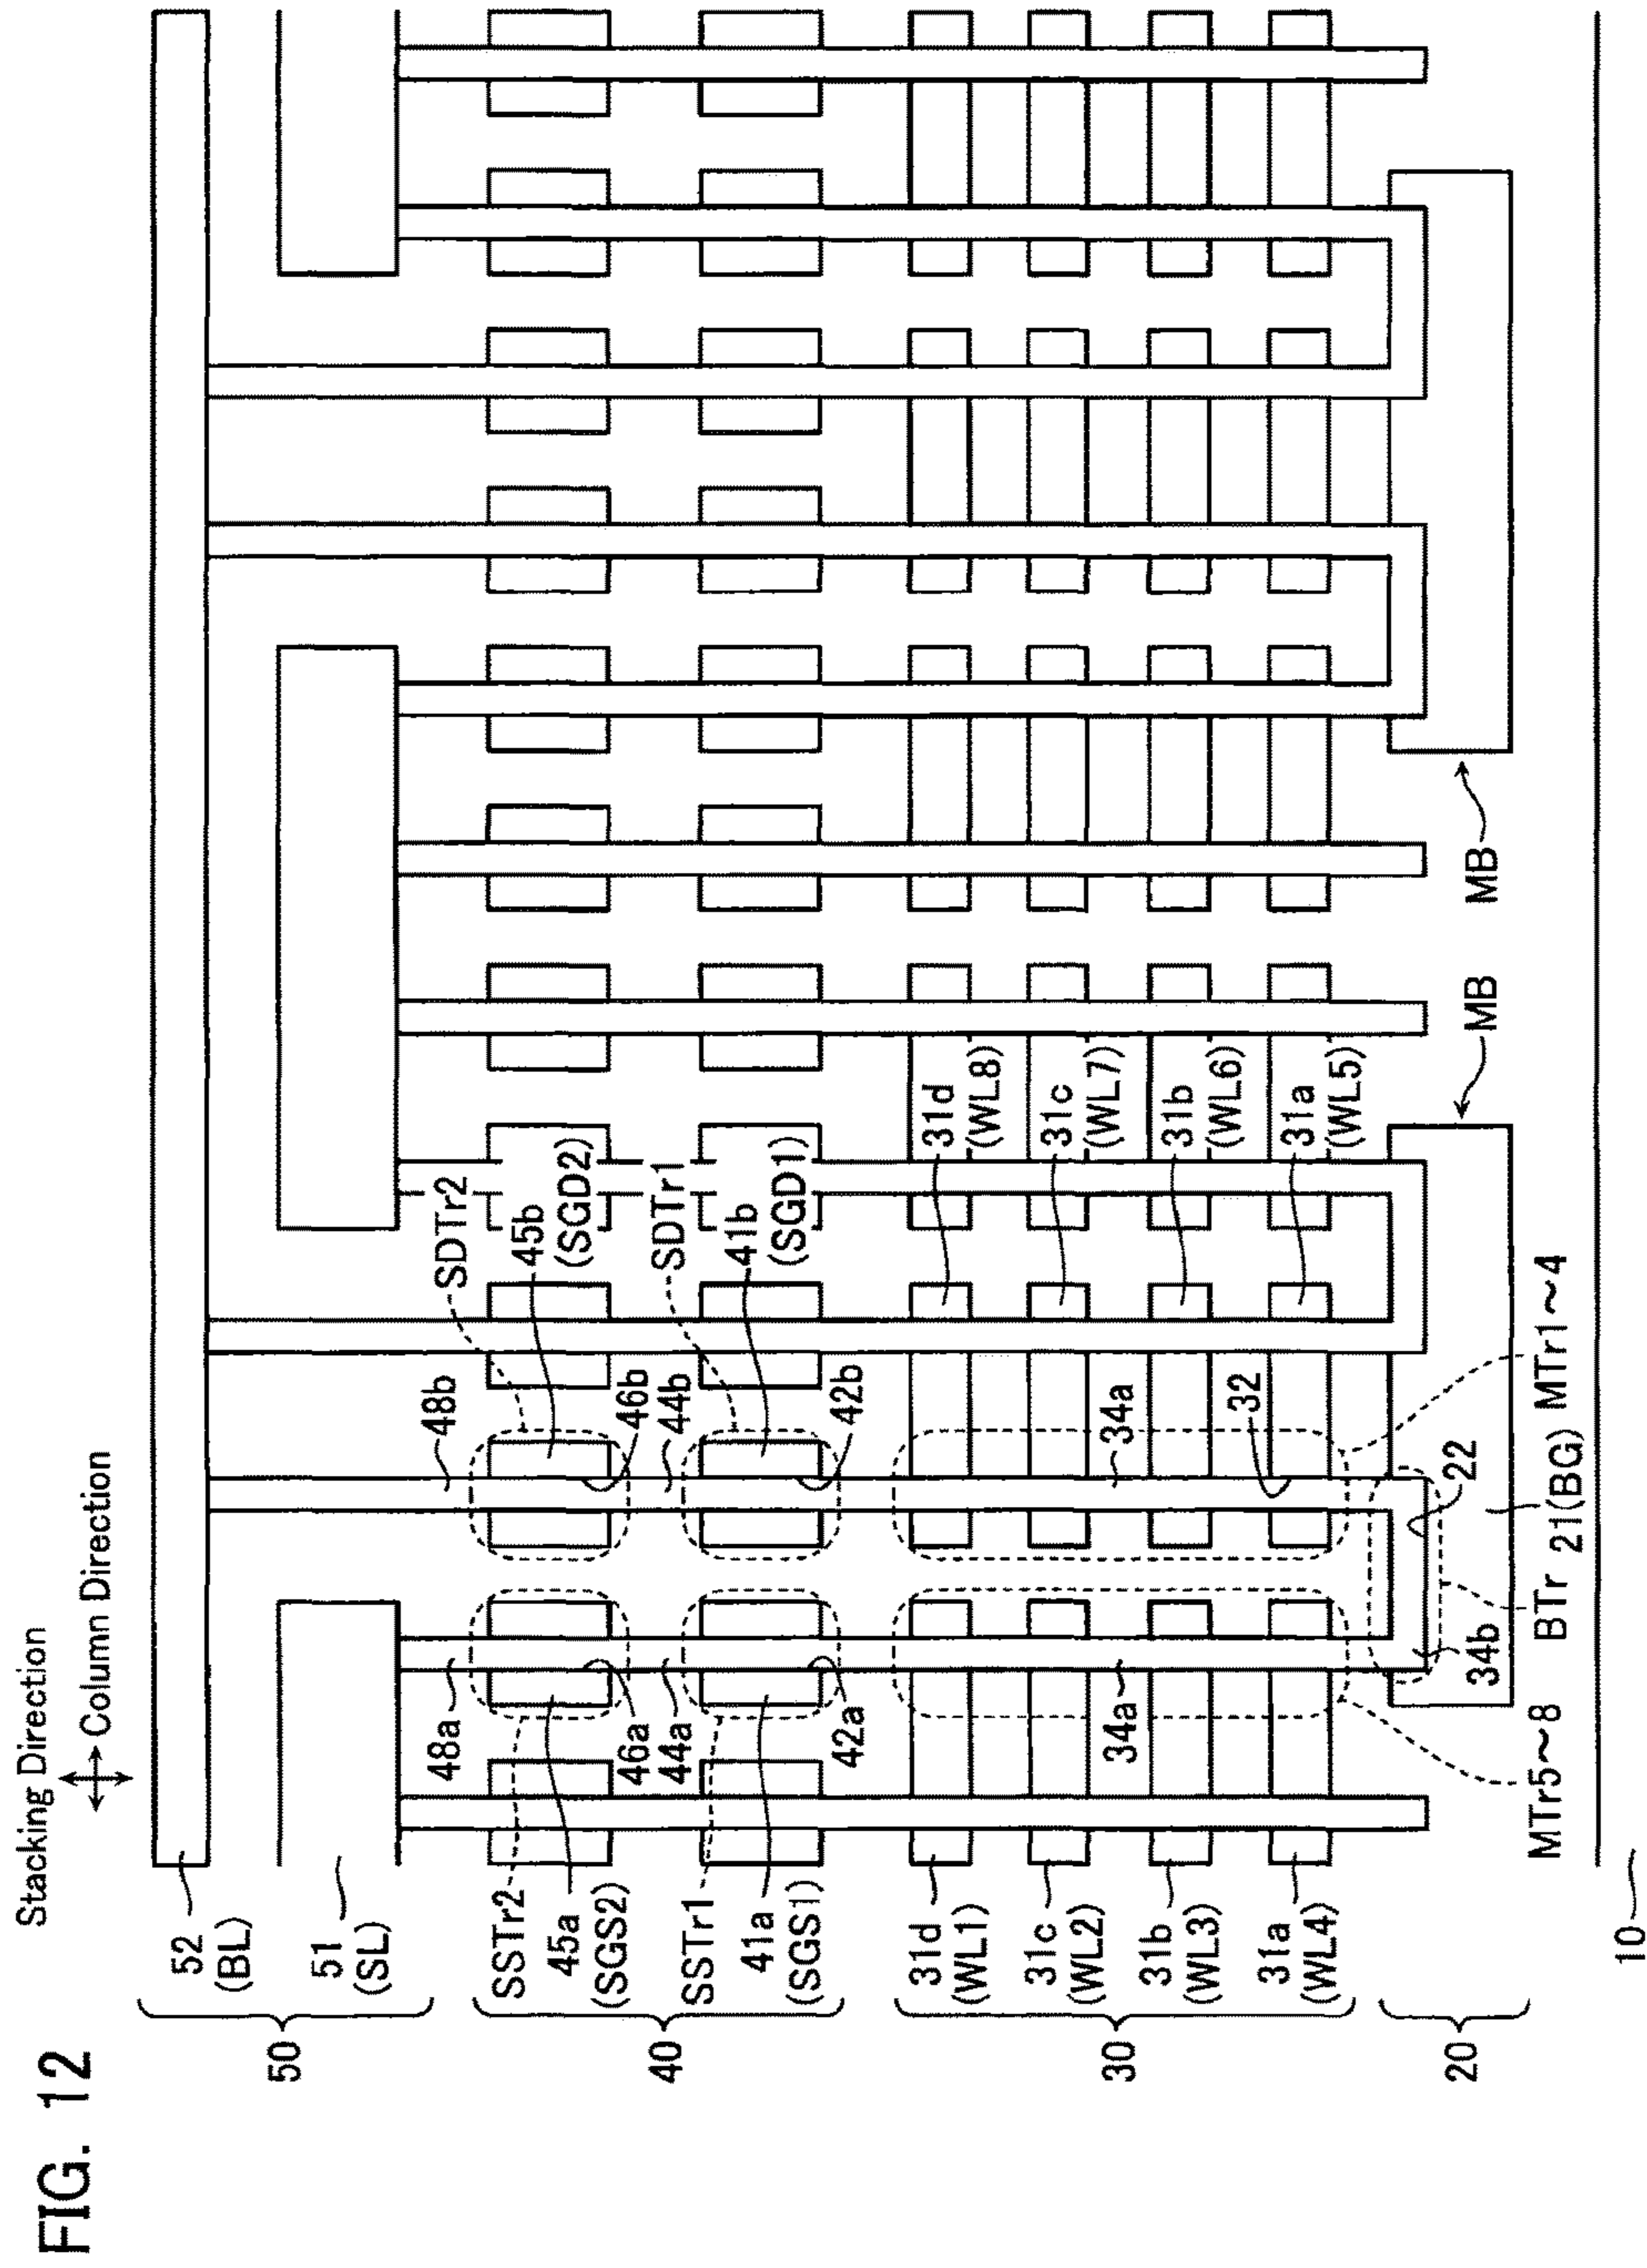 FIG. 12
Stacking Direction
Column Direction
50
52
(BL)
51
(SL)
40
SSTr2
45a
(SGS2)
SSTr1
41a
(SGS1)
30
31d
(WL1)
31c
(WL2)
31b
(WL3)
31a
(WL4)
20
10
48a
46a
44a
42a
34a
MTr5~8
34b
48b
46b
44b
42b
34a
32
22
BTr
21(BG)
MTr1~4
SDTr2
45b
(SGD2)
SDTr1
41b
(SGD1)
31d
(WL8)
31c
(WL7)
31b
(WL6)
31a
(WL5)
MB
MB